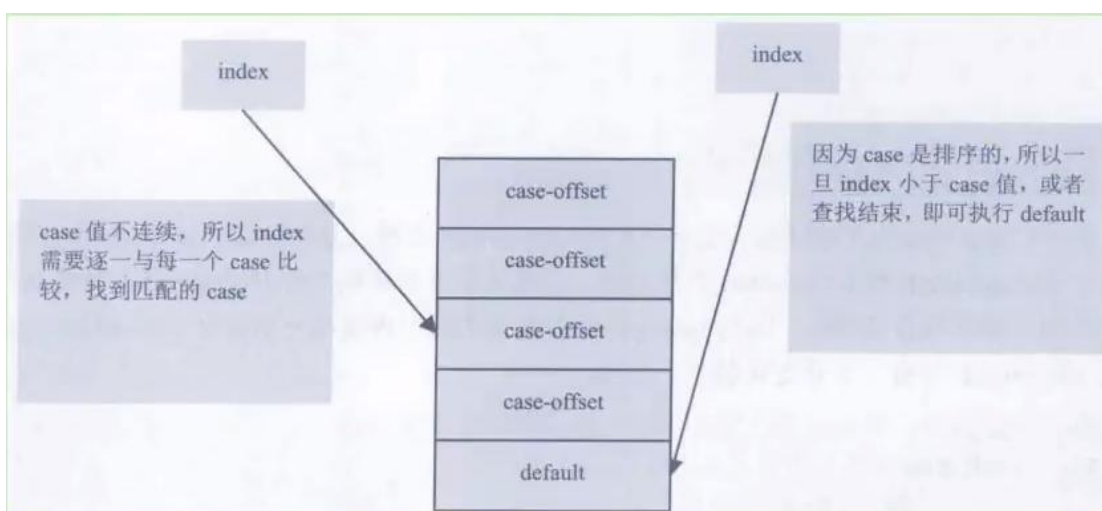 index
index
case 值不连续，所以 index
需要逐一与每一个 case 比
较，找到匹配的 case
因为 case 是排序的，所以一
旦 index 小于 case 值，或者
查找结束，即可执行 default
case-offset
case-offset
case-offset
case-offset
default